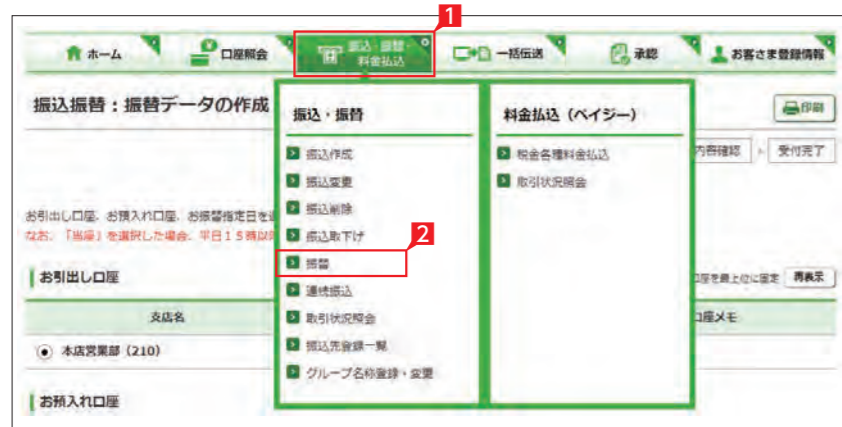 1
ホーム
口座照会
振込・振替・
料金払込
一括伝送
承認
お客さま登録情報
振込振替：振替データの作成
印刷
振込・振替
料金払込（ペイジー）
内容確認
受付完了
振込作成
税金各種料金払込
振込変更
取引状況照会
振込削除
お引出し口座、お預入れ口座、お振替指定日を
なお、「当座」を選択した場合、平日１５時以
振込取下げ
2
振替
お引出し口座
口座を最上位に固定
再表示
連続振込
支店名
取引状況照会
口座メモ
本店営業部（210）
振込先登録一覧
グループ名称登録・変更
お預入れ口座